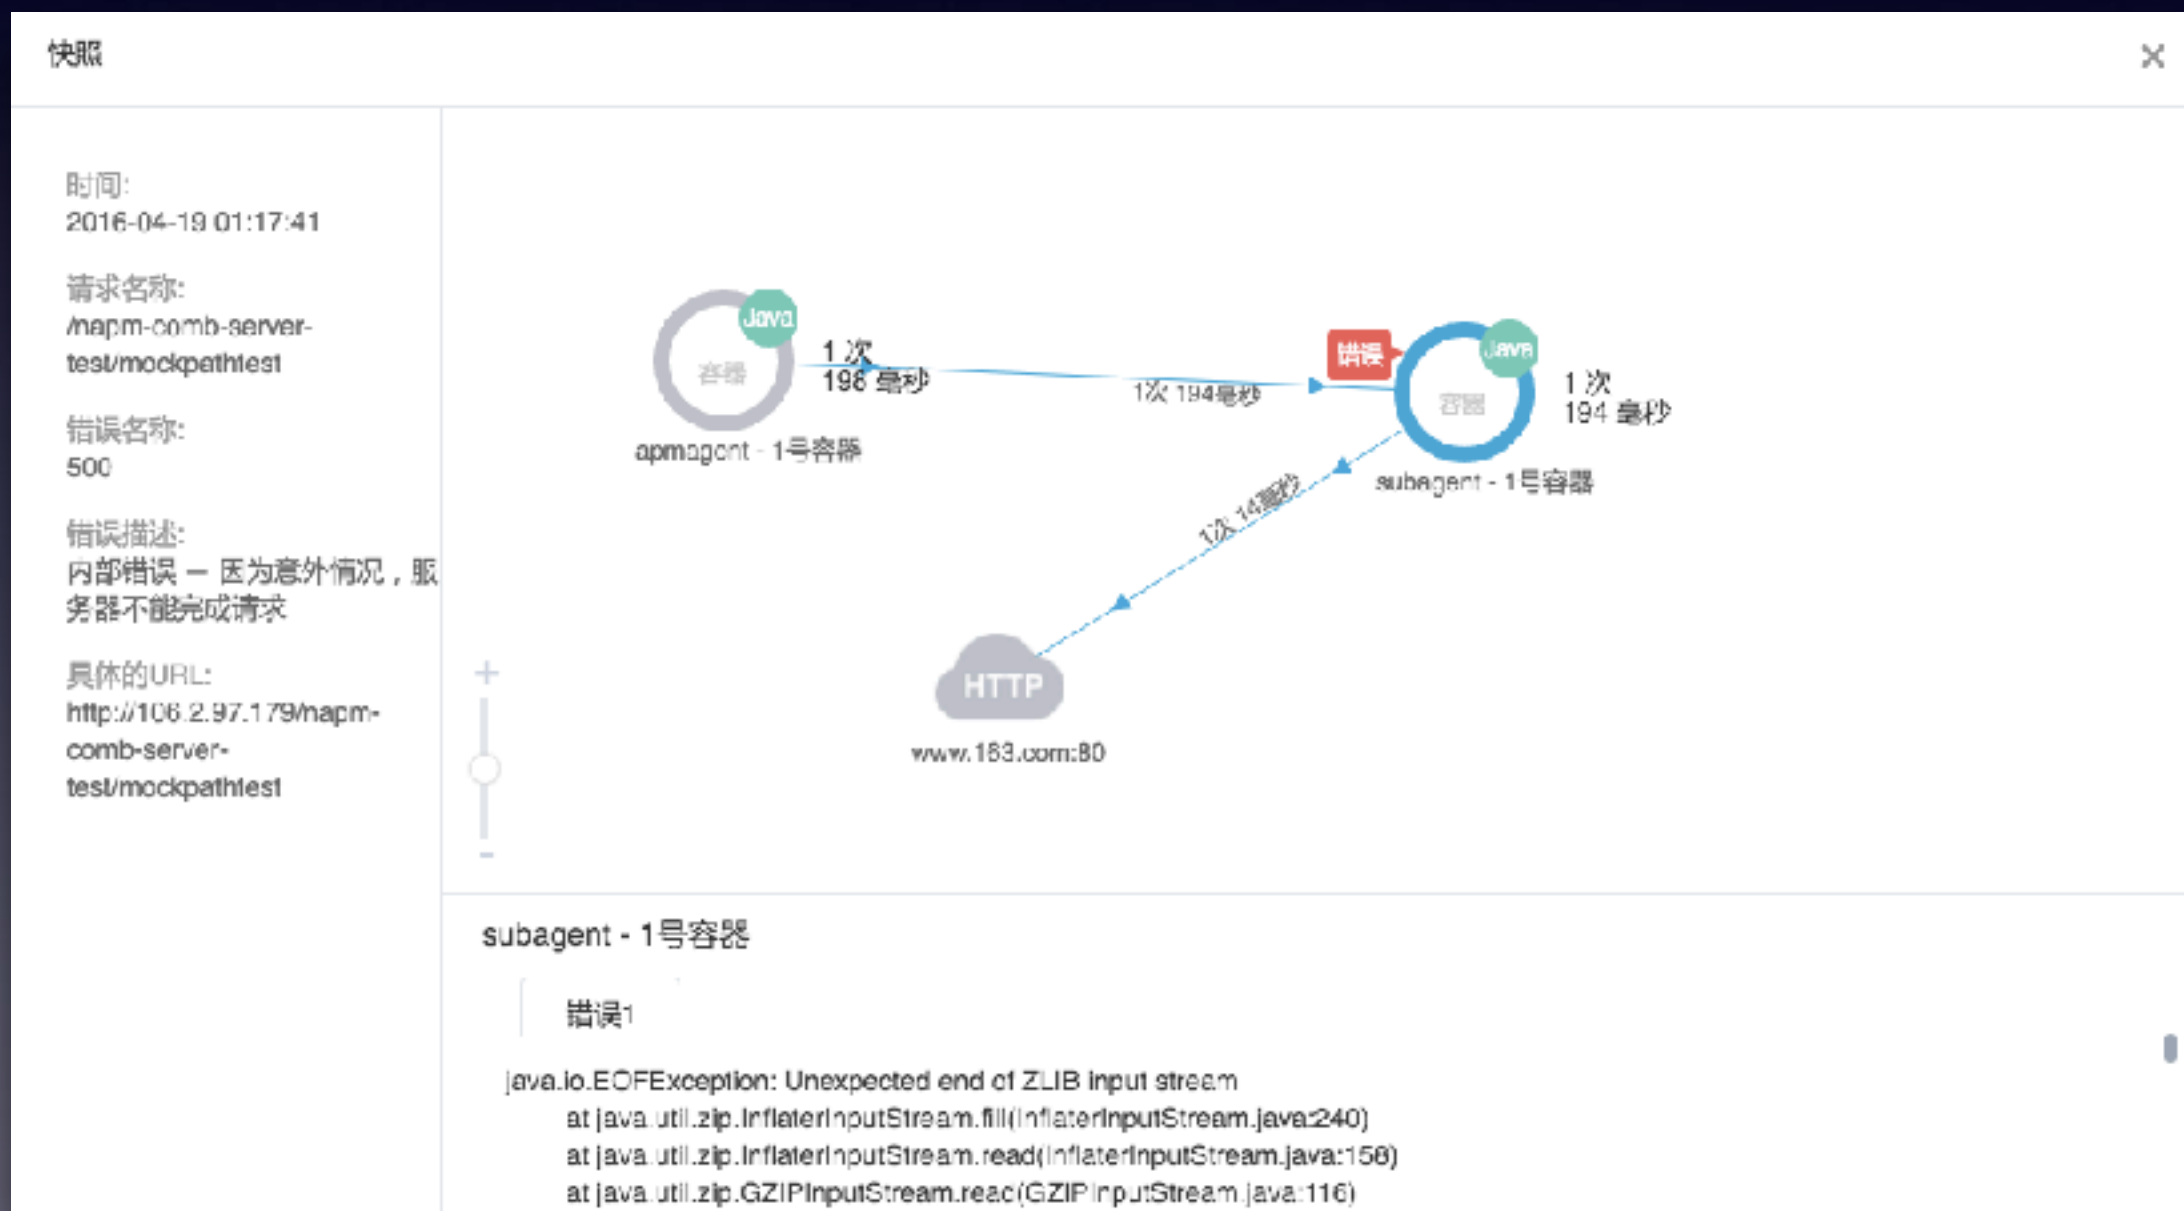 快照
时间:
2016-04-19 01:17:41
请求名称:
/napm-comb-server-
test/mockpathtest
错误名称:
500
错误描述:
内部错误 — 因为意外情况，服
务器不能完成请求
具体的URL:
http://106.2.97.179/napm-
comb-server-
test/mockpathtest
Java
容器
1 次
198 毫秒
apmagent - 1号容器
1次 194毫秒
错误
Java
容器
1 次
194 毫秒
subagent - 1号容器
1次 14毫秒
HTTP
www.163.com:80
+
-
subagent - 1号容器
错误1
java.io.EOFException: Unexpected end of ZLIB input stream
at java.util.zip.InflaterInputStream.fill(InflaterInputStream.java:240)
at java.util.zip.InflaterInputStream.read(InflaterInputStream.java:158)
at java.util.zip.GZIPInputStream.read(GZIPInputStream.java:116)